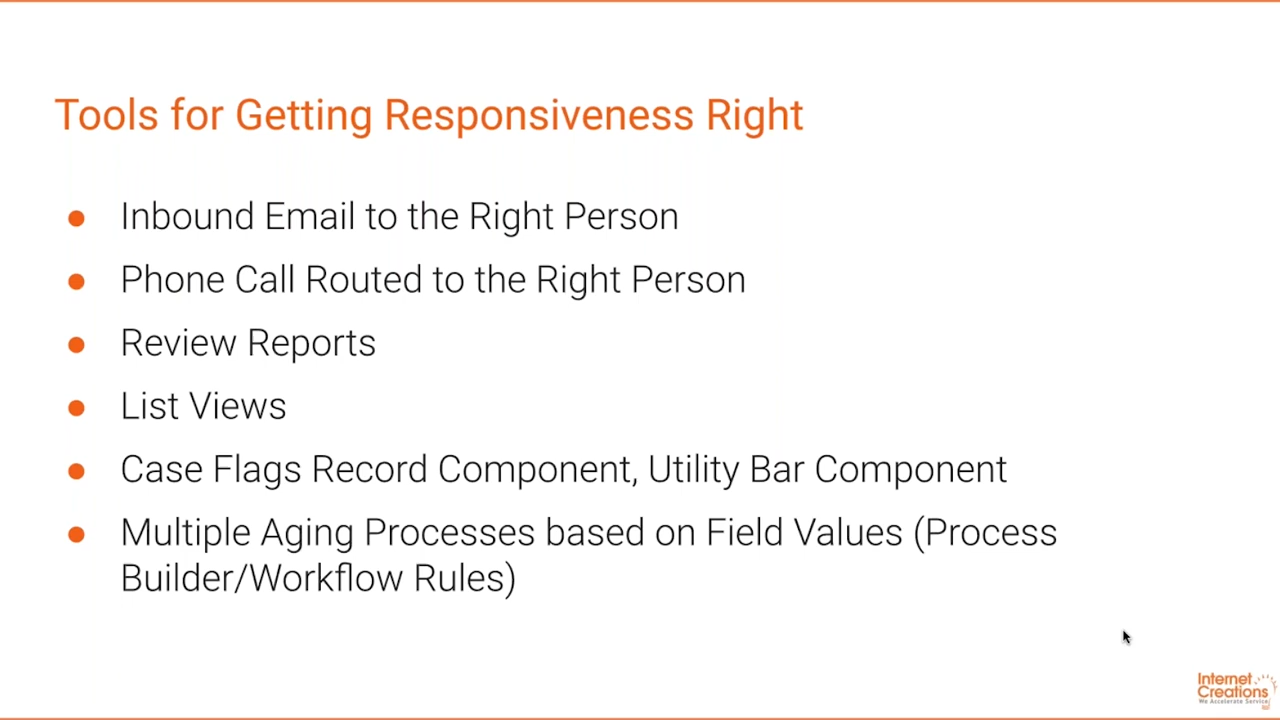 Tools for Getting Responsiveness Right
Inbound Email to the Right Person
Phone Call Routed to the Right Person
Review Reports
List Views
Case Flags Record Component, Utility Bar Component
Multiple Aging Processes based on Field Values (Process
Builder/Workflow Rules)
Internet
Creations
We Accelerate Service